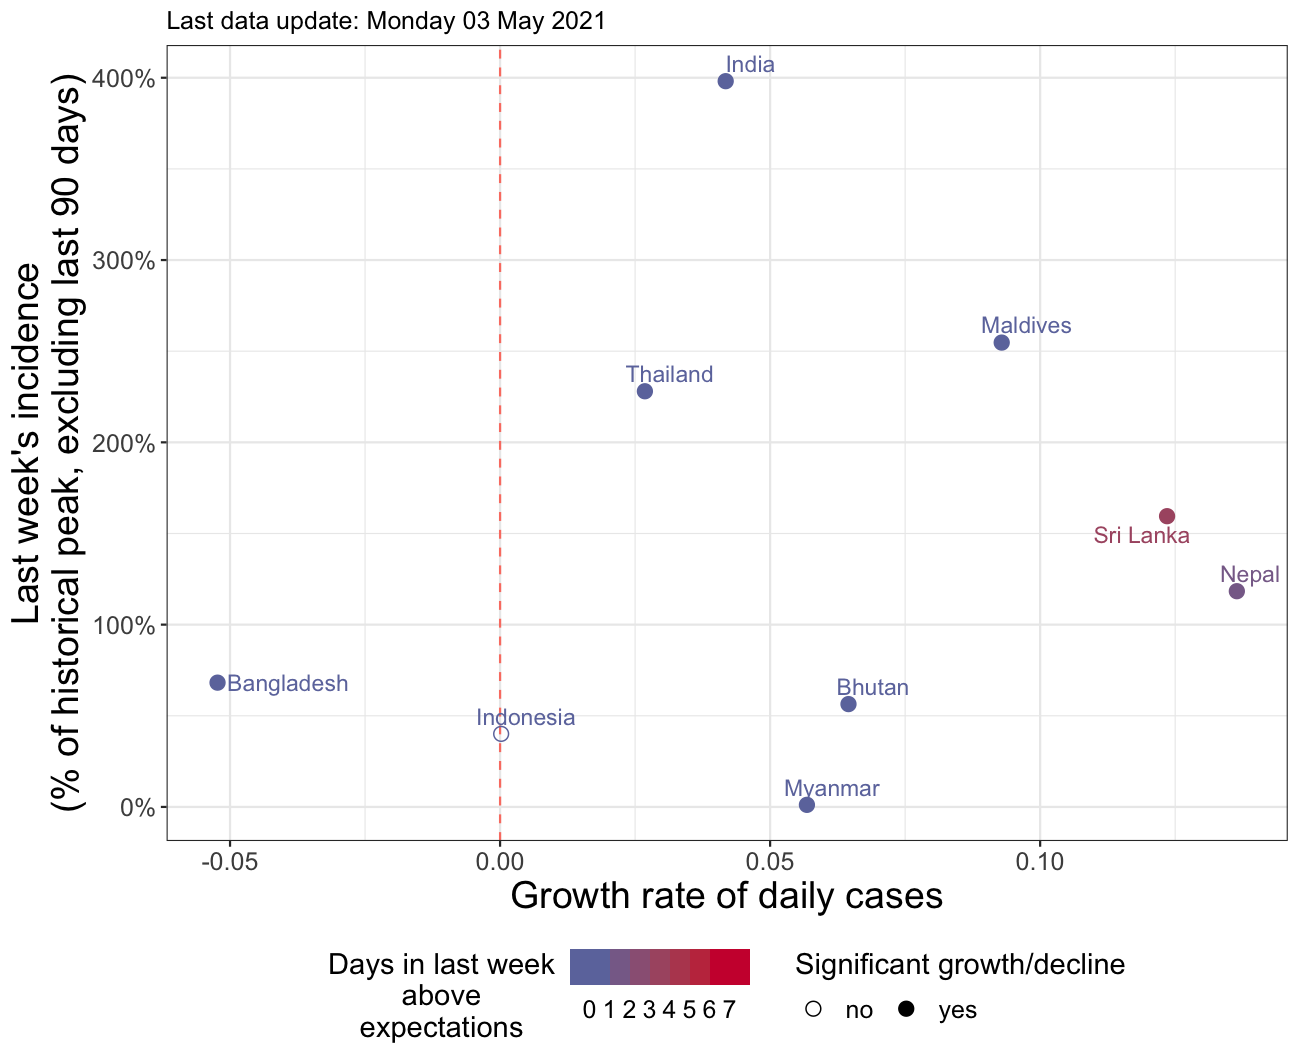 Last data update: Monday 03 May 2021
Last week's incidence
(% of historical peak, excluding last 90 days)
400%
300%
200%
100%
0%
India
Maldives
Thailand
Sri Lanka
Nepal
Bangladesh
Bhutan
Indonesia
Myanmar
-0.05
0.00
0.05
0.10
Growth rate of daily cases
Days in last week
above
expectations
0 1 2 3 4 5 6 7
Significant growth/decline
no
yes